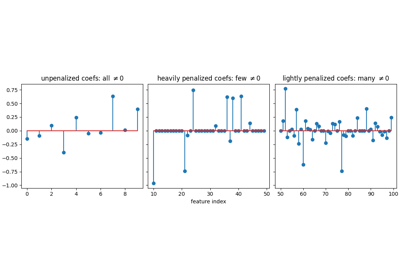 unpenalized coefs: all ≠0
heavily penalized coefs: few ≠0
lightly penalized coefs: many ≠0
0.75
0.50
0.25
0.00
−0.25
−0.50
−0.75
−1.00
0 2 4 6 8
10 20 30 40 50
50 60 70 80 90 100
feature index